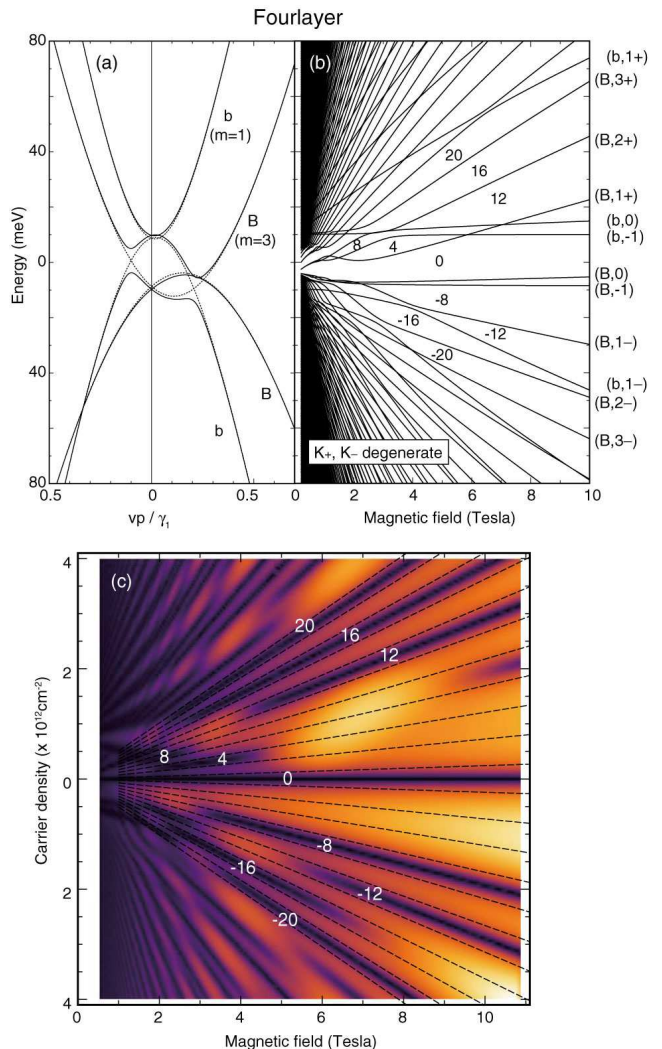 Fourlayer
(a)
b
(m=1)
B
(m=3)
B
b
Energy (meV)
80
40
0
40
80
0.5
0
0.5
vp / γ1
(b)
20
16
12
8
4
0
-8
-12
-16
-20
K+, K− degenerate
(b,1+)
(B,3+)
(B,2+)
(B,1+)
(b,0)
(b,-1)
(B,0)
(B,-1)
(B,1−)
(b,1−)
(B,2−)
(B,3−)
0
2
4
6
8
10
Magnetic field (Tesla)
(c)
20
16
12
8
4
0
-8
-16
-12
-20
Carrier density (x 10¹²cm-²)
4
2
0
2
4
0
2
4
6
8
10
Magnetic field (Tesla)